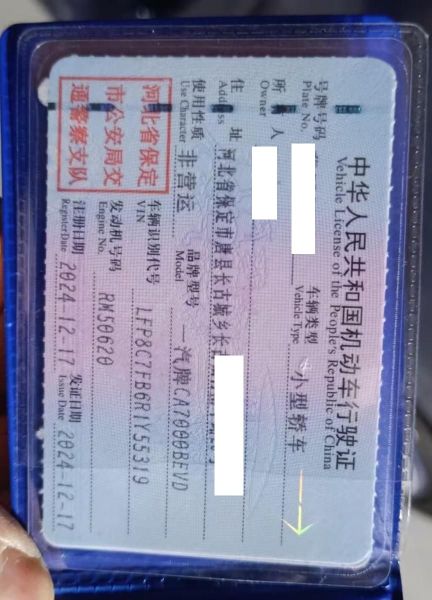 中华人民共和国机动车行驶证
Vehicle License of the People's Republic of China
号牌号码
Plate No.
车辆类型 小型轿车
Vehicle Type
所 人
Owner
住 址 河北省保定市唐县长古城乡长古
Address
使用性质 非营运
Use Character
品牌型号 一汽牌CA7000BEVD
Model
河北省保定
市公安局交
通警察支队
车辆识别代号 LFP8C7FB6R1Y55319
VIN
发动机号码 RM50620
Engine No.
注册日期 2024-12-17
Register Date
发证日期 2024-12-17
Issue Date